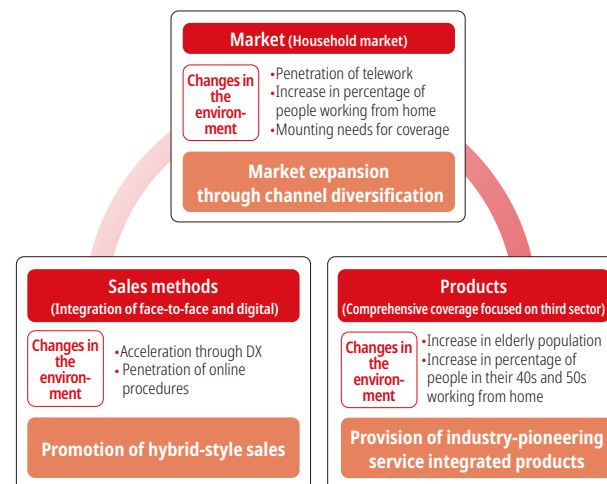 Market (Household market)
Changes in
the
environ-
ment
•Penetration of telework
•Increase in percentage of
people working from home
•Mounting needs for coverage
Market expansion
through channel diversification
Sales methods
(Integration of face-to-face and digital)
Changes in
the
environ-
ment
•Acceleration through DX
• Penetration of online
procedures
Promotion of hybrid-style sales
Products
(Comprehensive coverage focused on third sector)
Changes in
the
environ-
ment
•Increase in elderly population
•Increase in percentage of
people in their 40s and 50s
working from home
Provision of industry-pioneering
service integrated products